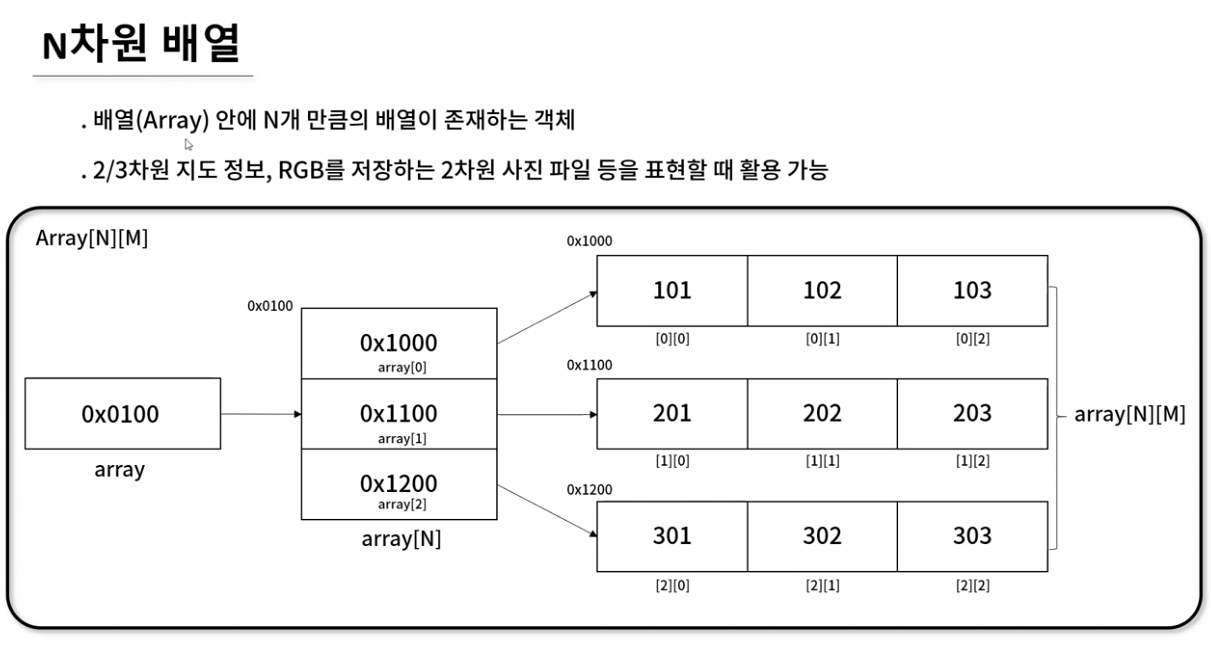 N차원 배열
. 배열(Array) 안에 N개 만큼의 배열이 존재하는 객체
. 2/3차원 지도 정보, RGB를 저장하는 2차원 사진 파일 등을 표현할 때 활용 가능
Array[N][M]
0x0100
array
0x0100
0x1000
array[0]
0x1100
array[1]
0x1200
array[2]
array[N]
0x1000
101 102 103
[0][0] [0][1] [0][2]
0x1100
201 202 203
[1][0] [1][1] [1][2]
0x1200
301 302 303
[2][0] [2][1] [2][2]
array[N][M]